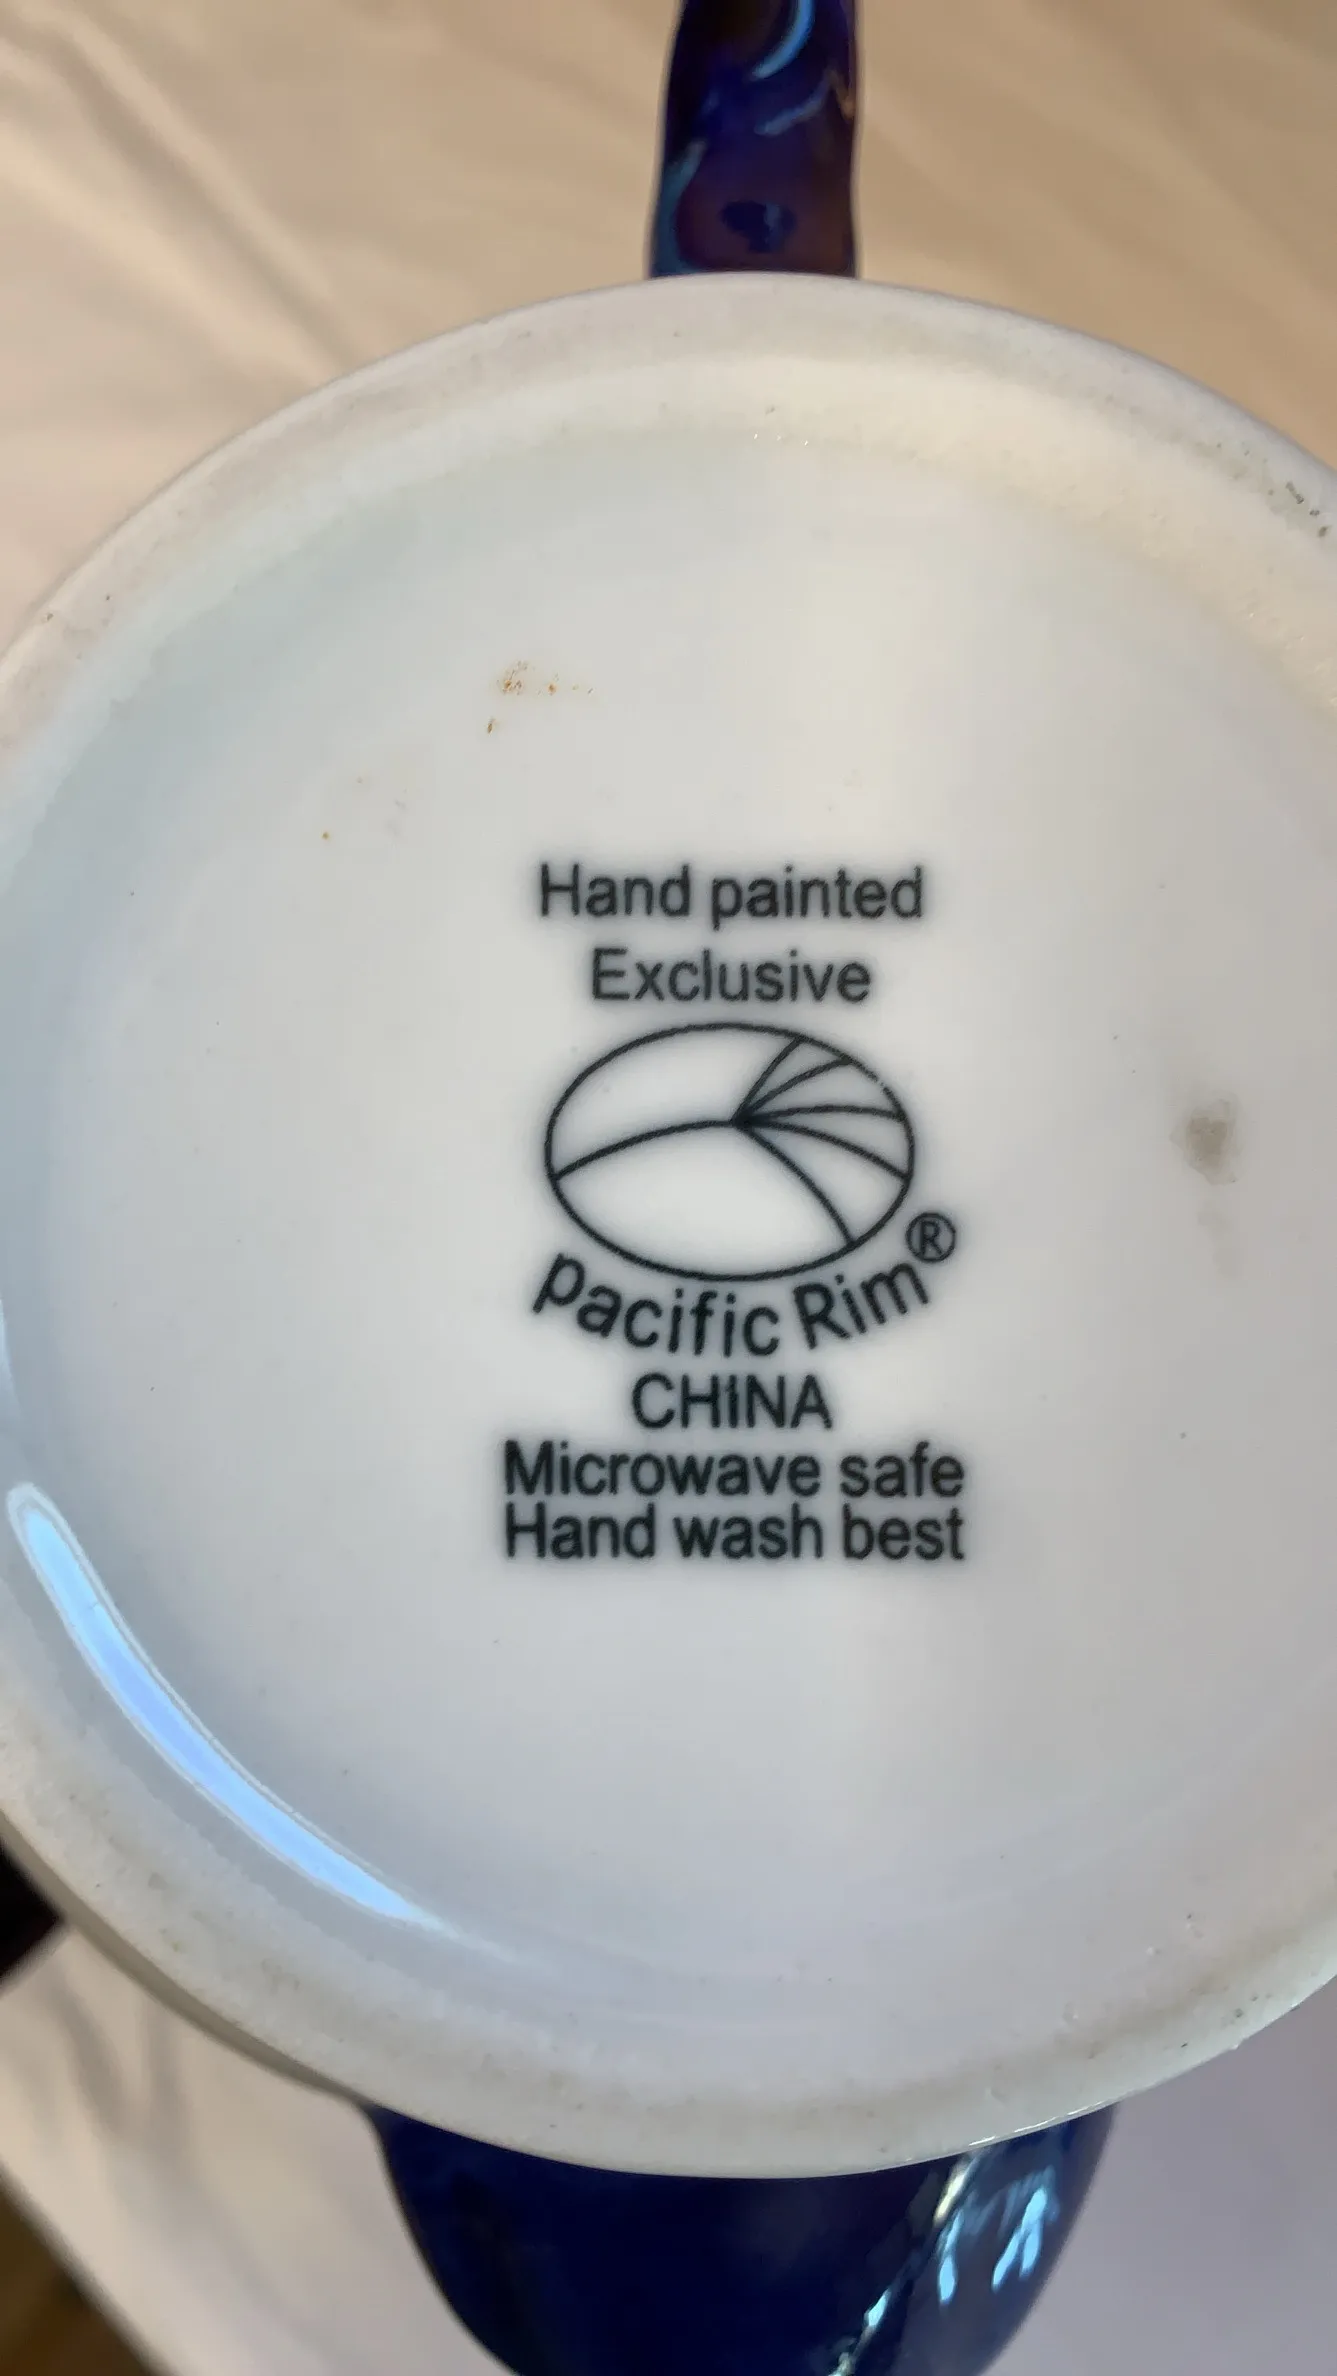 Hand painted
Exclusive
pacific Rim®
CHINA
Microwave safe
Hand wash best